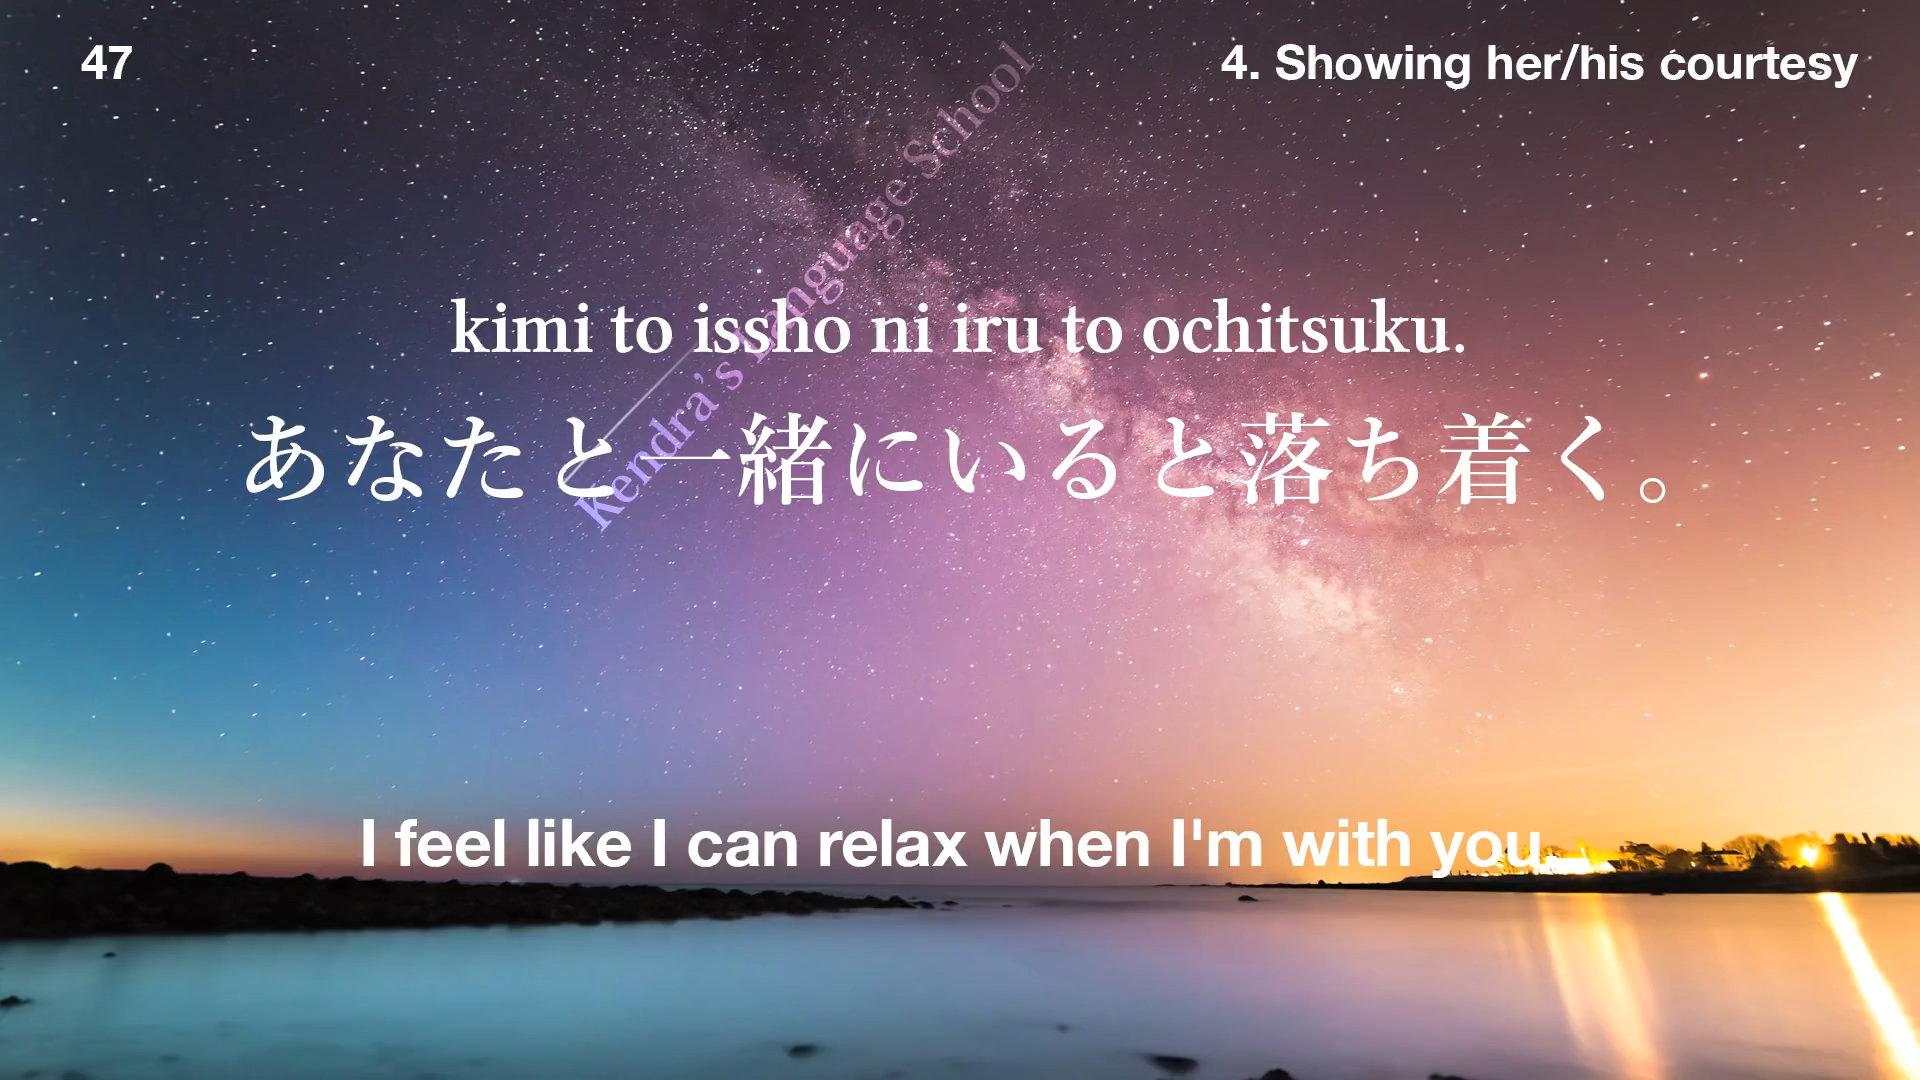 47
4. Showing her/his courtesy
Kendra's Language School
kimi to issho ni iru to ochitsuku.
あなたと一緒にいると落ち着く。
I feel like I can relax when I'm with you.